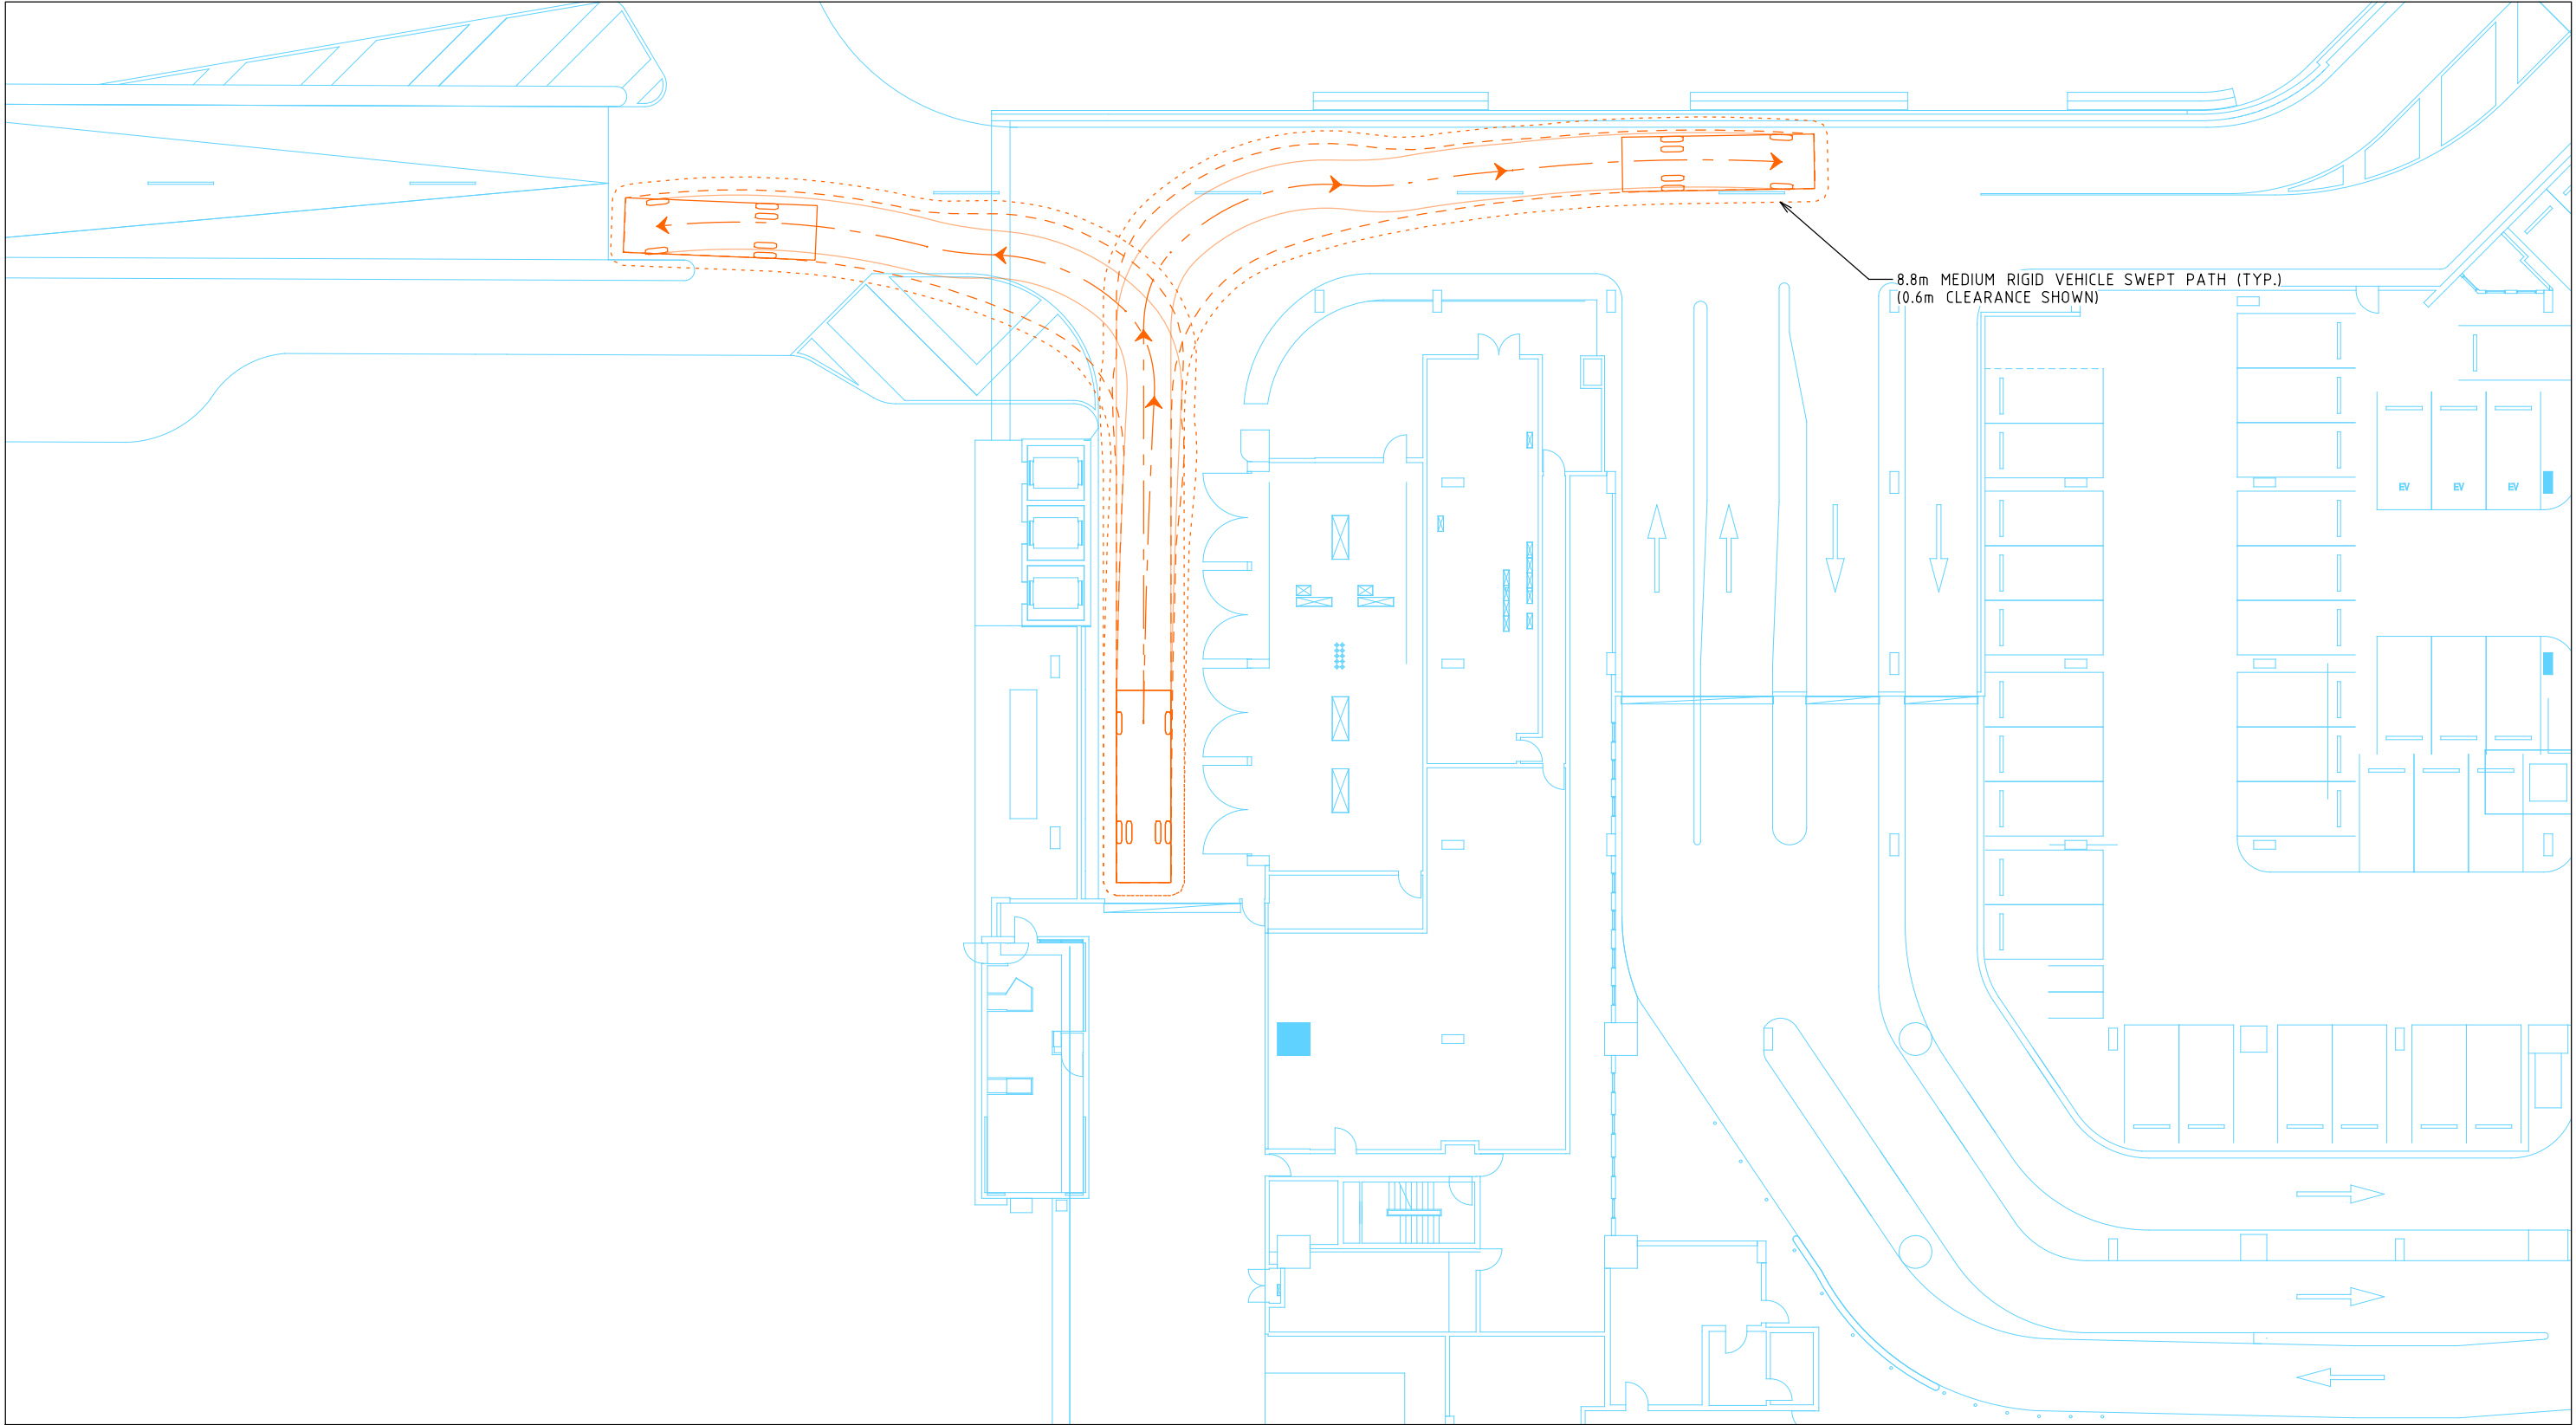 8.8m MEDIUM RIGID VEHICLE SWEPT PATH (TYP.)
(0.6m CLEARANCE SHOWN)
EV EV EV